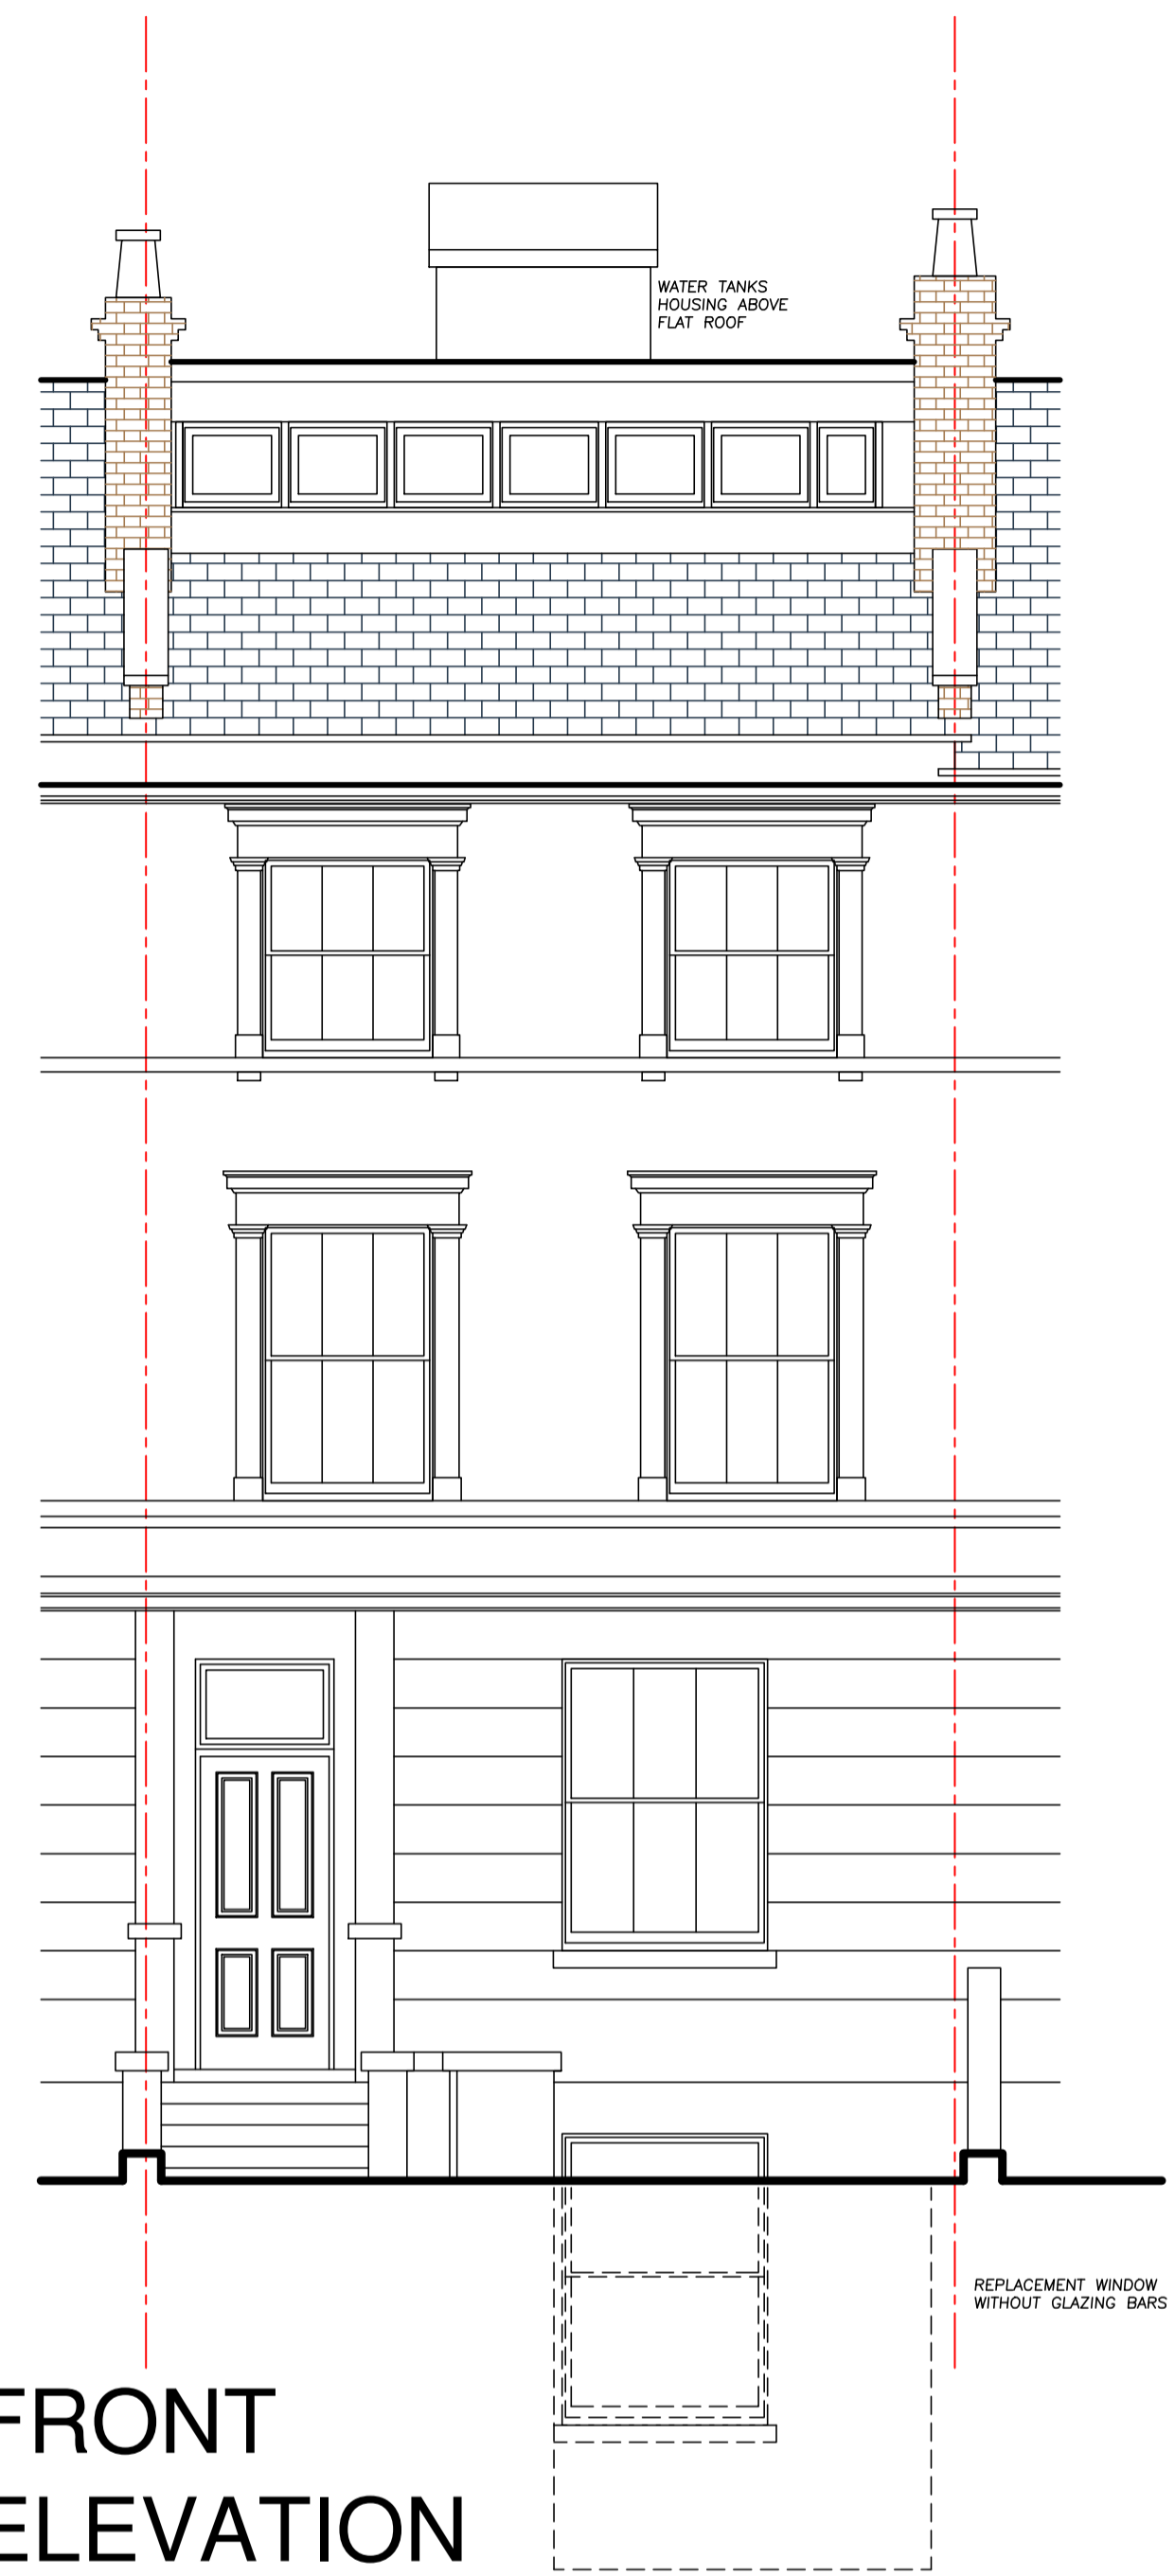 WATER TANKS
HOUSING ABOVE
FLAT ROOF
REPLACEMENT WINDOW
WITHOUT GLAZING BARS
FRONT
ELEVATION